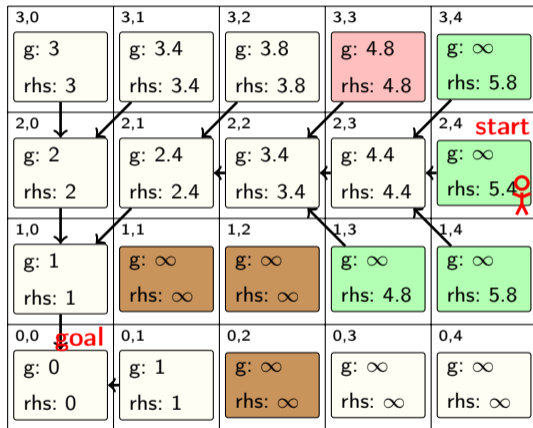 3,0 3,1 3,2 3,3 3,4
g: 3 g: 3.4 g: 3.8 g: 4.8 g: ∞
rhs: 3 rhs: 3.4 rhs: 3.8 rhs: 4.8 rhs: 5.8
2,0 2,1 2,2 2,3 2,4 start
g: 2 g: 2.4 g: 3.4 g: 4.4 g: ∞
rhs: 2 rhs: 2.4 rhs: 3.4 rhs: 4.4 rhs: 5.4
1,0 1,1 1,2 1,3 1,4
g: 1 g: ∞ g: ∞ g: ∞ g: ∞
rhs: 1 rhs: ∞ rhs: ∞ rhs: 4.8 rhs: 5.8
0,0 goal 0,1 0,2 0,3 0,4
g: 0 g: 1 g: ∞ g: ∞ g: ∞
rhs: 0 rhs: 1 rhs: ∞ rhs: ∞ rhs: ∞